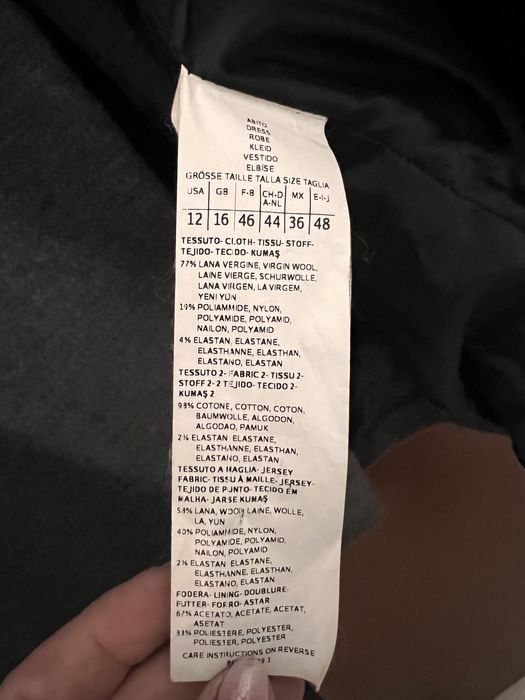 ABITO
DRESS
ROBE
KLEID
VESTIDO
ELBİSE
GRÖSSE TAILLE TALLA SIZE TAGLIA
USA GB F-B CH-D A-NL MX E-I-J
12 16 46 44 36 48
TESSUTO- CLOTH- TISSU- STOFF-
TEJIDO- TECIDO- KUMAŞ
77% LANA VERGINE, VIRGIN WOOL,
LAINE VIERGE, SCHURWOLLE,
LANA VIRGEN, LA VIRGEM,
YENI YÜN
19% POLIAMMIDE, NYLON,
POLYAMIDE, POLYAMID,
NAILON, POLYAMID
4% ELASTAN, ELASTANE,
ELASTHANNE, ELASTHAN,
ELASTANO, ELASTAN
TESSUTO 2- FABRIC 2- TISSU 2-
STOFF 2- 2 TEJIDO- TECIDO 2-
KUMAŞ 2
98% COTONE, COTTON, COTON,
BAUMWOLLE, ALGODON,
ALGODAO, PAMUK
2% ELASTAN ELASTANE,
ELASTHANNE, ELASTHAN,
ELASTANO, ELASTAN
TESSUTO A MAGLIA- JERSEY
FABRIC- TISSU À MAILLE- JERSEY-
TEJIDO DE PUNTO- TECIDO EM
MALHA- JARSE KUMAŞ
58% LANA, WOOL, LAINE, WOLLE,
LA, YUN
40% POLIAMMIDE, NYLON,
POLYAMIDE, POLYAMID,
NAILON, POLYAMID
2% ELASTAN ELASTANE,
ELASTHANNE, ELASTHAN,
ELASTANO, ELASTAN
FODERA- LINING- DOUBLURE-
FUTTER- FORRO- ASTAR
67% ACETATO, ACETATE, ACETAT,
ASETAT
33% POLIESTERE, POLYESTER,
POLIESTER, POLYESTER
CARE INSTRUCTIONS ON REVERSE